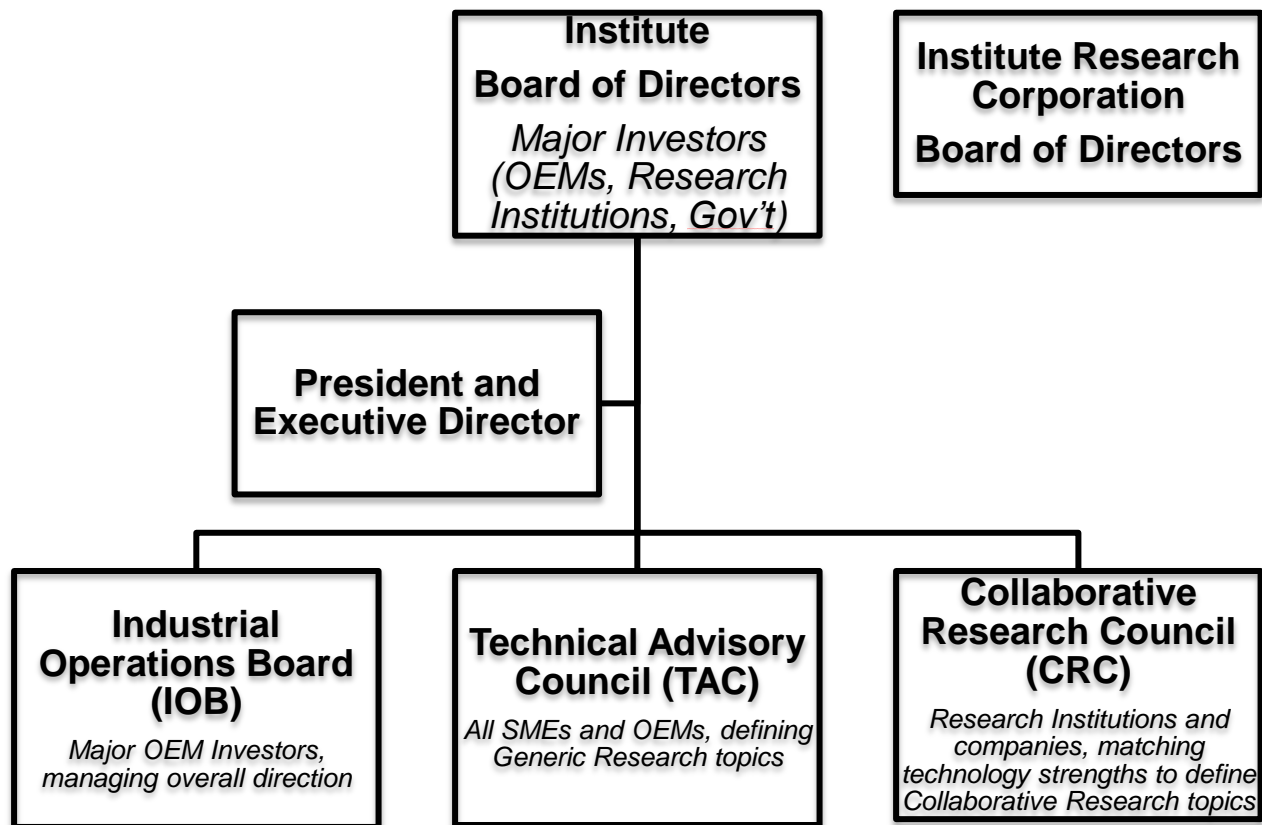 Institute
Board of Directors
Major Investors
(OEMs, Research
Institutions, Gov’t)
Institute Research
Corporation
Board of Directors
President and
Executive Director
Industrial
Operations Board
(IOB)
Major OEM Investors,
managing overall direction
Technical Advisory
Council (TAC)
All SMEs and OEMs, defining
Generic Research topics
Collaborative
Research Council
(CRC)
Research Institutions and
companies, matching
technology strengths to define
Collaborative Research topics